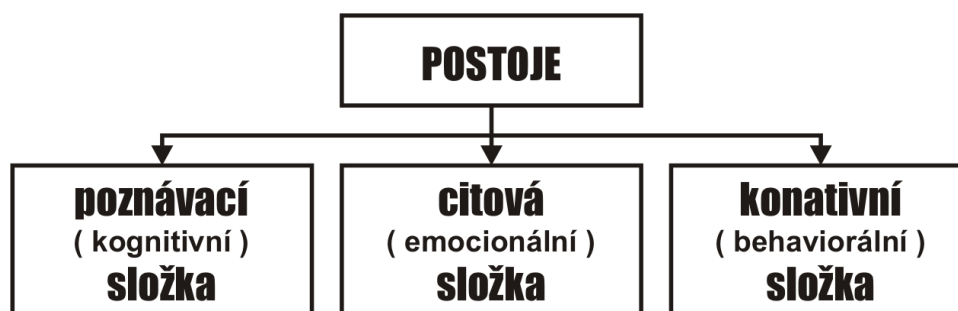 POSTOJE
poznávací
( kognitivní )
složka
citová
( emocionální )
složka
konativní
( behaviorální )
složka